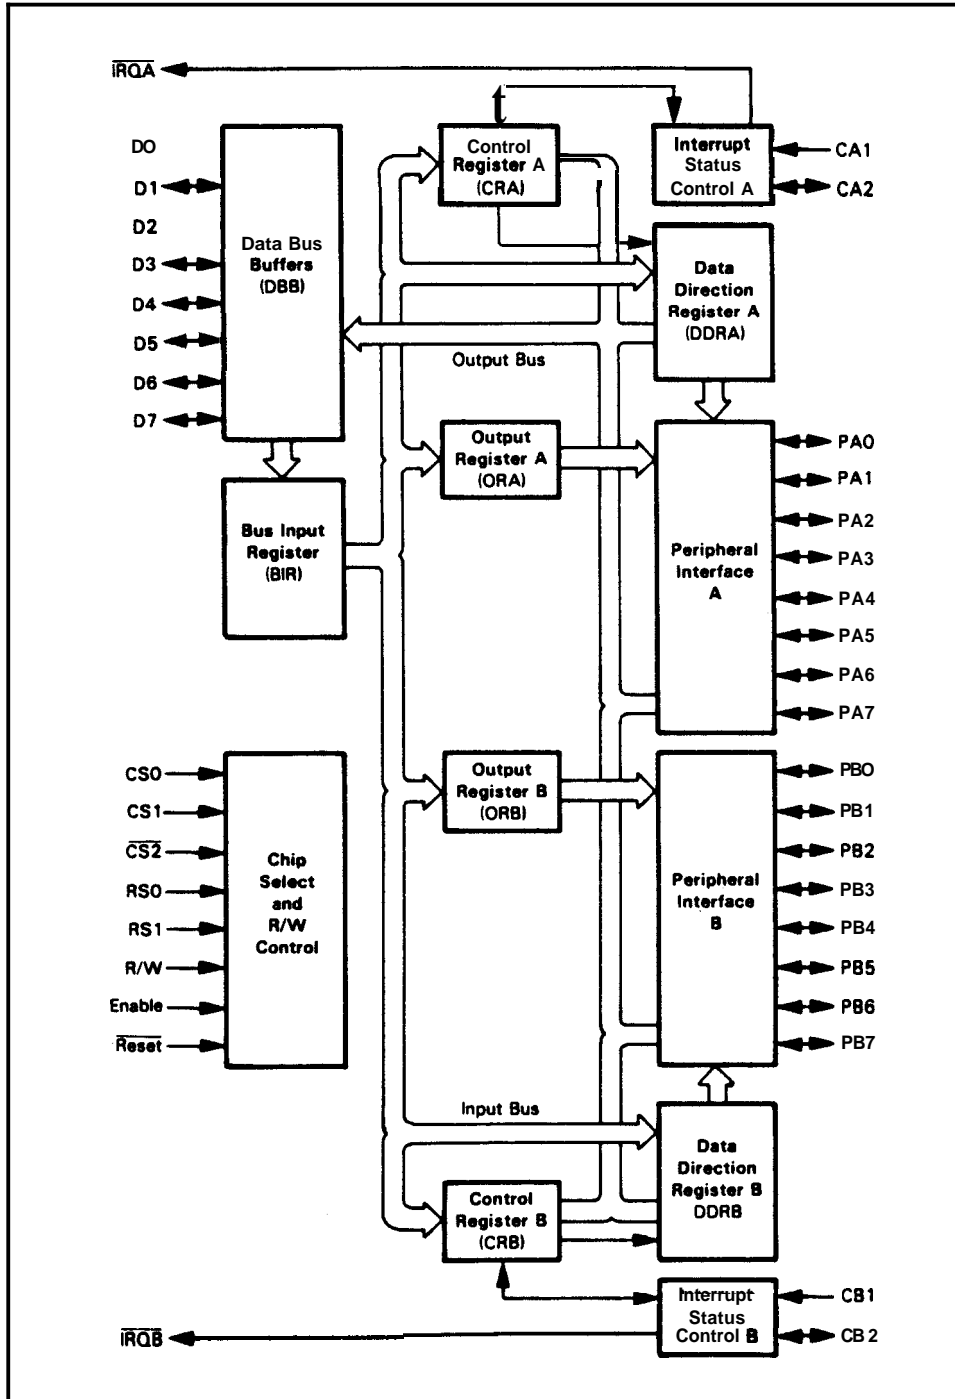 IRQA
DO
D1
D2
D3
D4
D5
D6
D7
Data Bus
Buffers
(DBB)
Control
Register A
(CRA)
Interrupt
Status
Control A
CA1
CA2
Data
Direction
Register A
(DDRA)
Output Bus
Output
Register A
(ORA)
Bus Input
Register
(BIR)
Peripheral
Interface
A
PA0
PA1
PA2
PA3
PA4
PA5
PA6
PA7
CS0
CS1
CS2
RS0
RS1
R/W
Enable
Reset
Chip
Select
and
R/W
Control
Output
Register B
(ORB)
Peripheral
Interface
B
PB0
PB1
PB2
PB3
PB4
PB5
PB6
PB7
Input Bus
Data
Direction
Register B
DDRB
Control
Register B
(CRB)
Interrupt
Status
Control B
CB1
CB2
IRQB